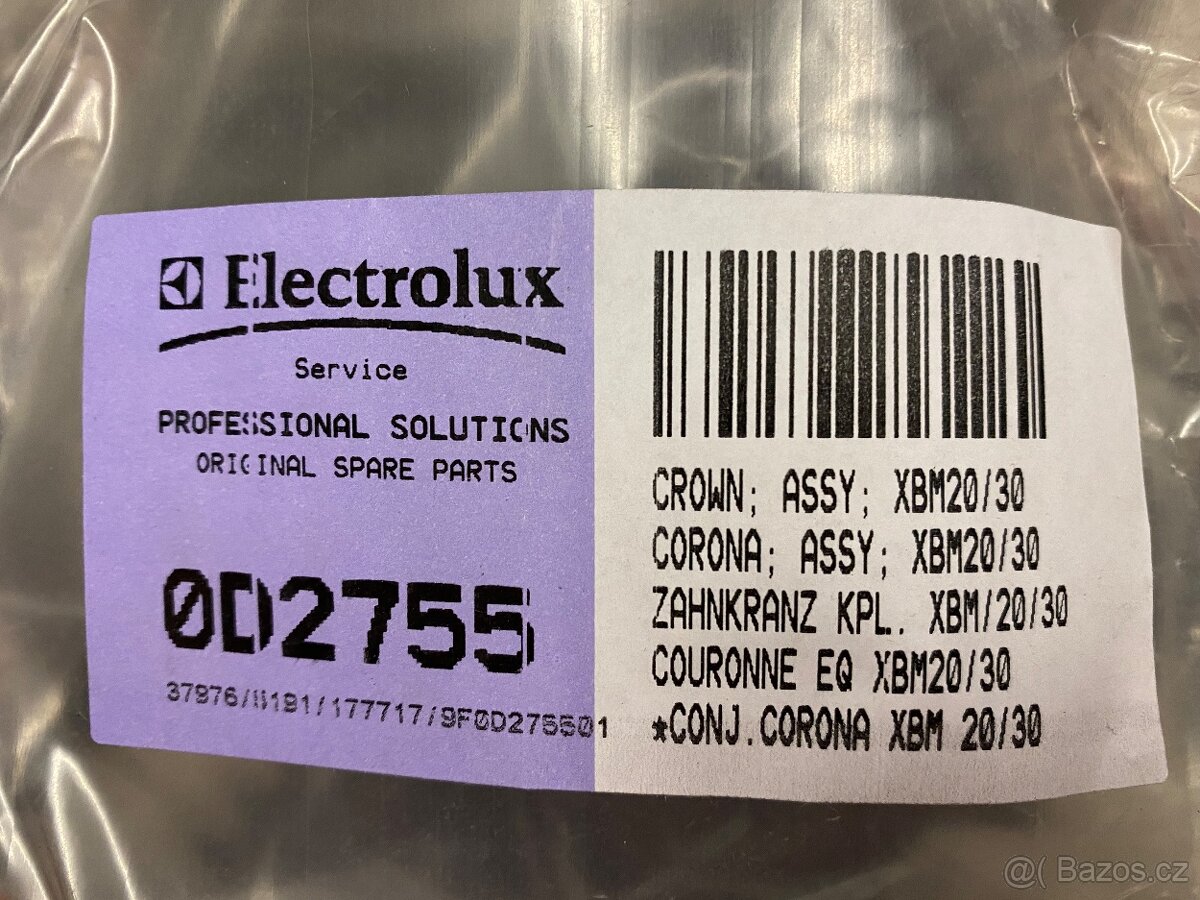 Electrolux
Service
PROFESSIONAL SOLUTIONS
ORIGINAL SPARE PARTS
0D2755
CROWN; ASSY; XBM20/30
CORONA; ASSY; XBM20/30
ZAHNKRANZ KPL. XBM/20/30
COURONNE EQ XBM20/30
*CONJ.CORONA XBM 20/30
@( Bazos.cz